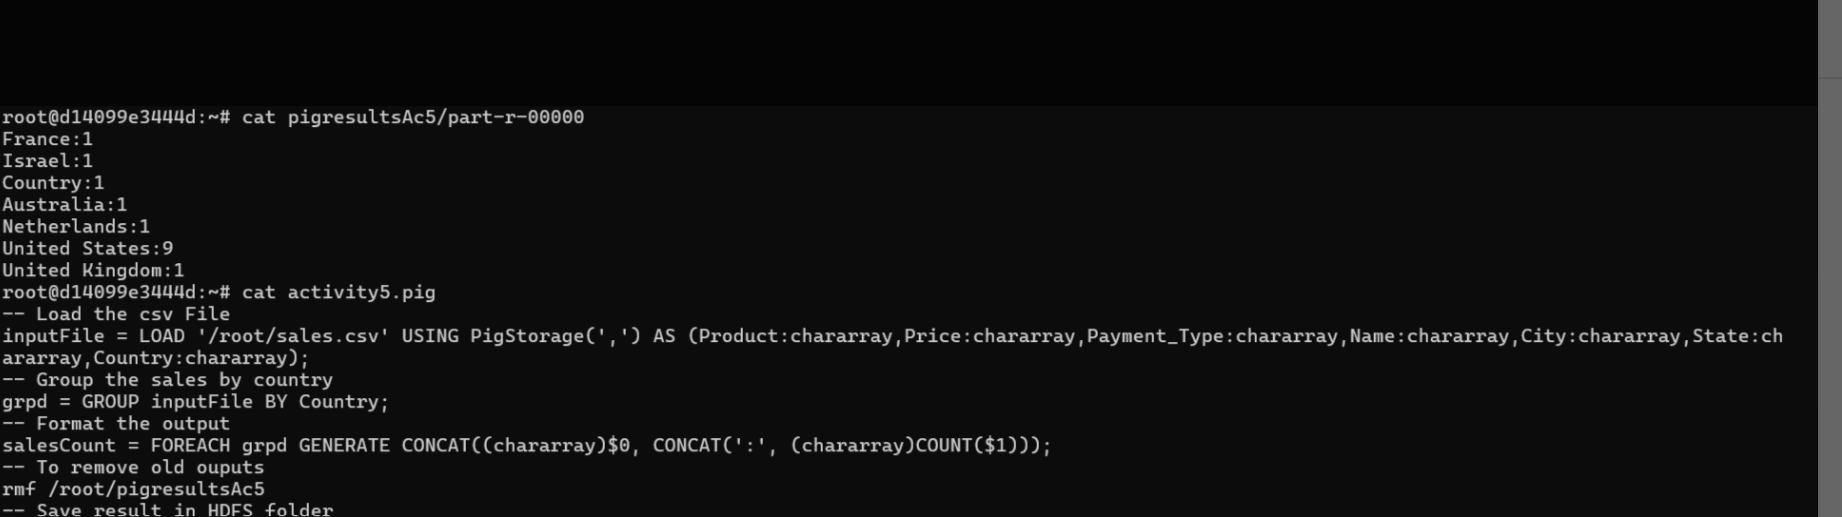 root@d14099e3444d:~# cat pigresultsAc5/part-r-00000
France:1
Israel:1
Country:1
Australia:1
Netherlands:1
United States:9
United Kingdom:1
root@d14099e3444d:~# cat activity5.pig
-- Load the csv File
inputFile = LOAD '/root/sales.csv' USING PigStorage(',') AS (Product:chararray,Price:chararray,Payment_Type:chararray,Name:chararray,City:chararray,State:ch
ararray,Country:chararray);
-- Group the sales by country
grpd = GROUP inputFile BY Country;
-- Format the output
salesCount = FOREACH grpd GENERATE CONCAT((chararray)$0, CONCAT(':', (chararray)COUNT($1)));
-- To remove old ouputs
rmf /root/pigresultsAc5
-- Save result in HDFS folder